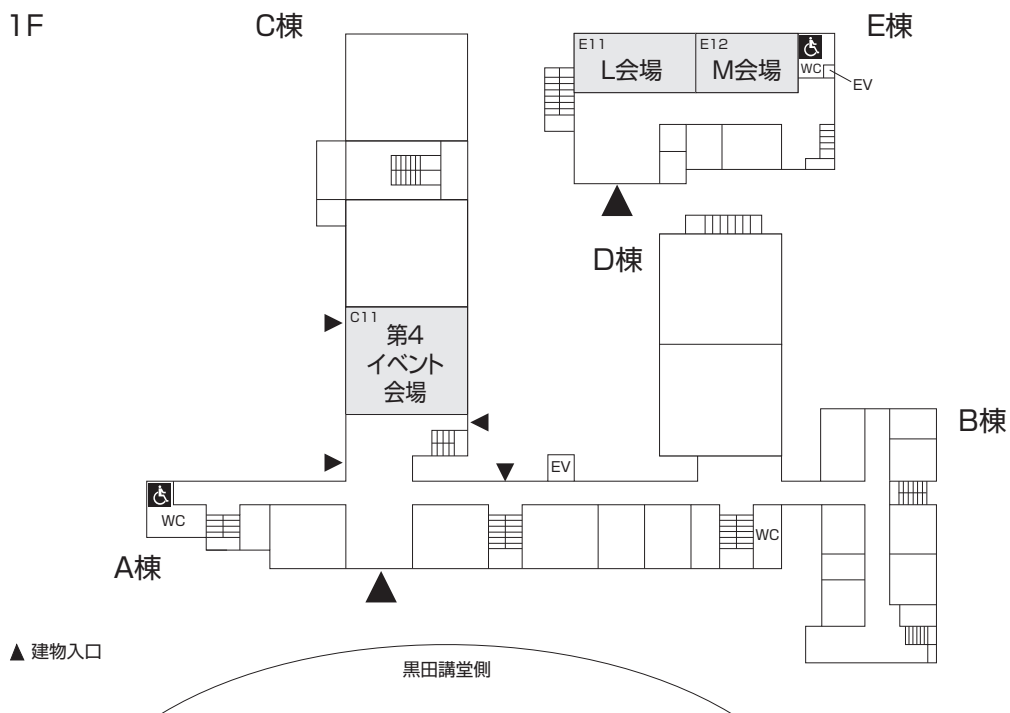 1F
C棟
E棟
E11
L会場
E12
M会場
WC
EV
D棟
C11
第4
イベント
会場
B棟
EV
WC
WC
A棟
▲ 建物入口
黒田講堂側